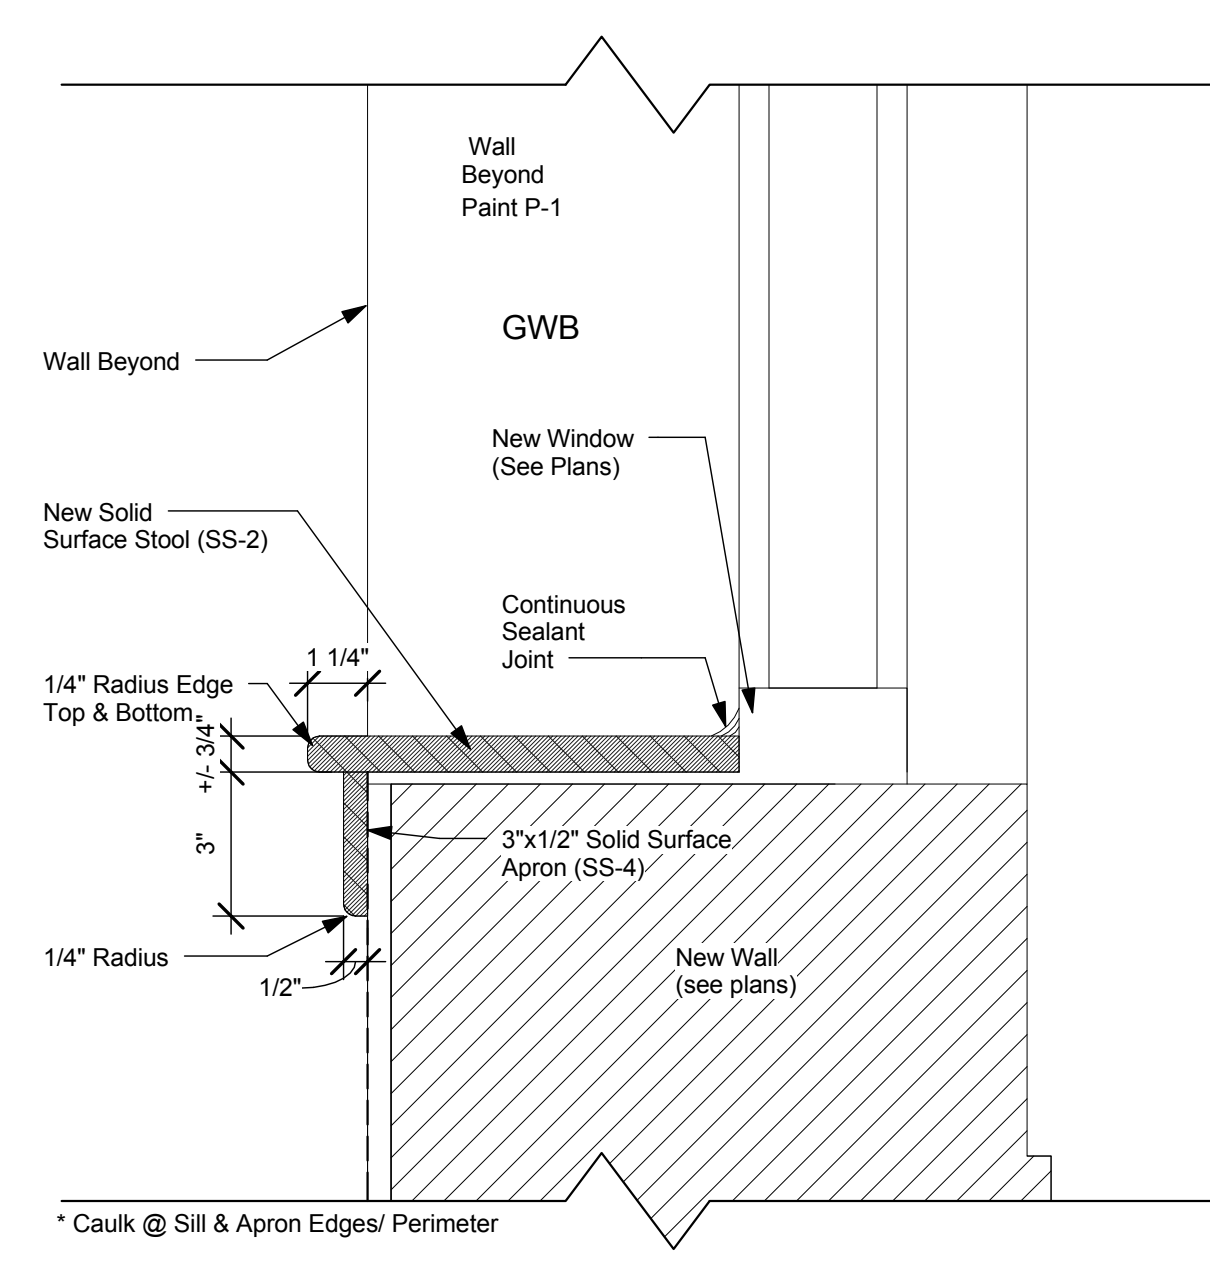 Wall
Beyond
Paint P-1
GWB
Wall Beyond
New Window
(See Plans)
New Solid
Surface Stool (SS-2)
Continuous
Sealant
Joint
1 1/4"
1/4" Radius Edge
Top & Bottom
+/- 3/4"
3"
3"x1/2" Solid Surface
Apron (SS-4)
1/4" Radius
1/2"
New Wall
(see plans)
* Caulk @ Sill & Apron Edges/ Perimeter